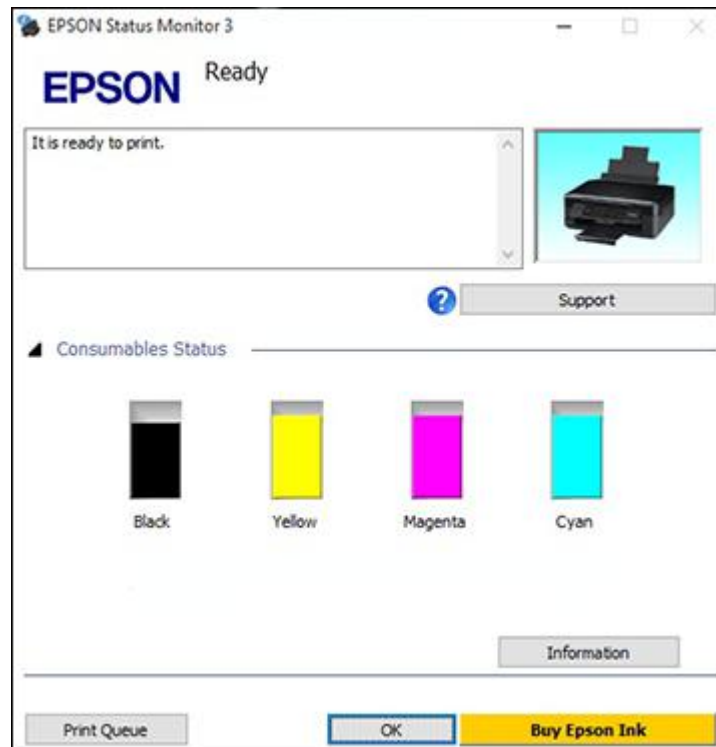 EPSON Status Monitor 3
EPSON
Ready
It is ready to print.
Support
Consumables Status
Black Yellow Magenta Cyan
Information
Print Queue OK Buy Epson Ink